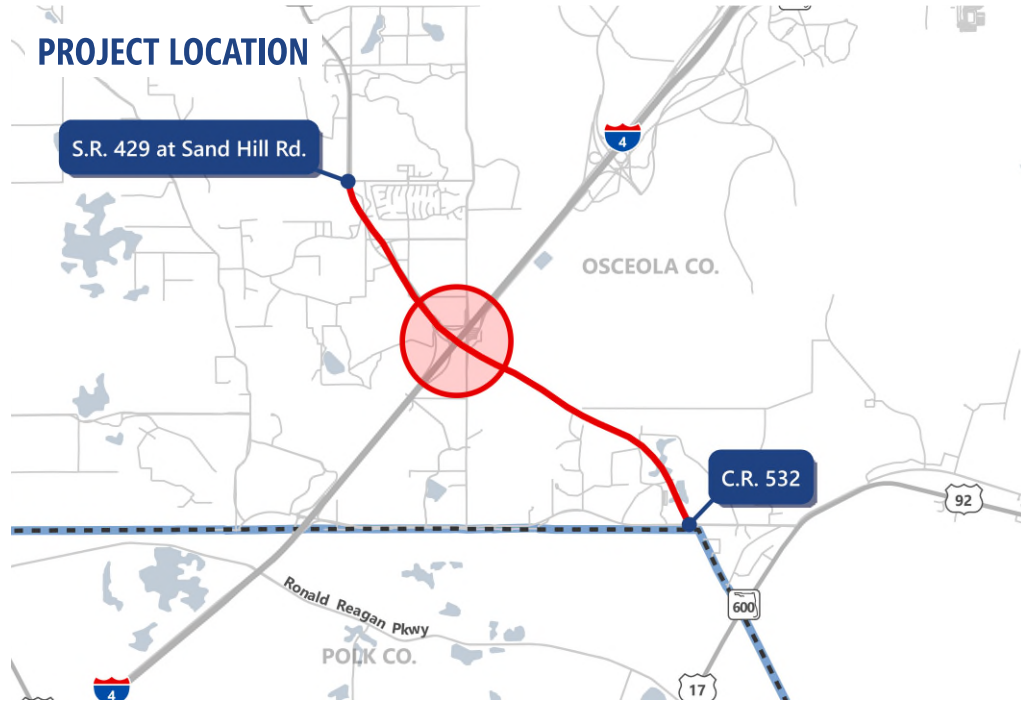 PROJECT LOCATION
S.R. 429 at Sand Hill Rd.
4
OSCEOLA CO.
C.R. 532
92
600
Ronald Reagan Pkwy
POLK CO.
17
4